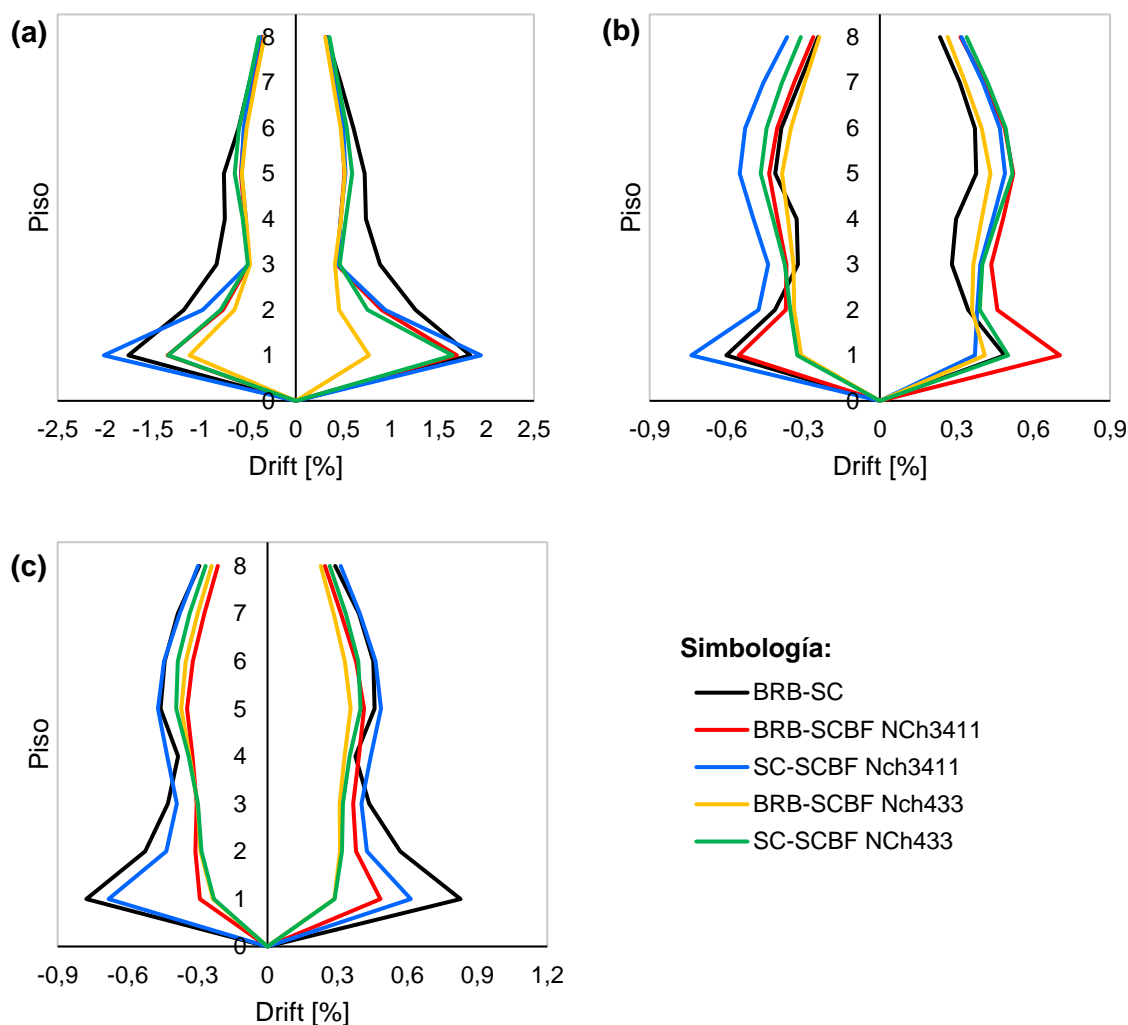 (a)
8
7
6
5
4
3
2
1
0
Piso
-2,5 -2 -1,5 -1 -0,5 0 0,5 1 1,5 2 2,5
Drift [%]
(b)
8
7
6
5
4
3
2
1
0
Piso
-0,9 -0,6 -0,3 0 0,3 0,6 0,9
Drift [%]
(c)
8
7
6
5
4
3
2
1
0
Piso
-0,9 -0,6 -0,3 0 0,3 0,6 0,9 1,2
Drift [%]
Simbología:
BRB-SC
BRB-SCBF NCh3411
SC-SCBF Nch3411
BRB-SCBF Nch433
SC-SCBF NCh433